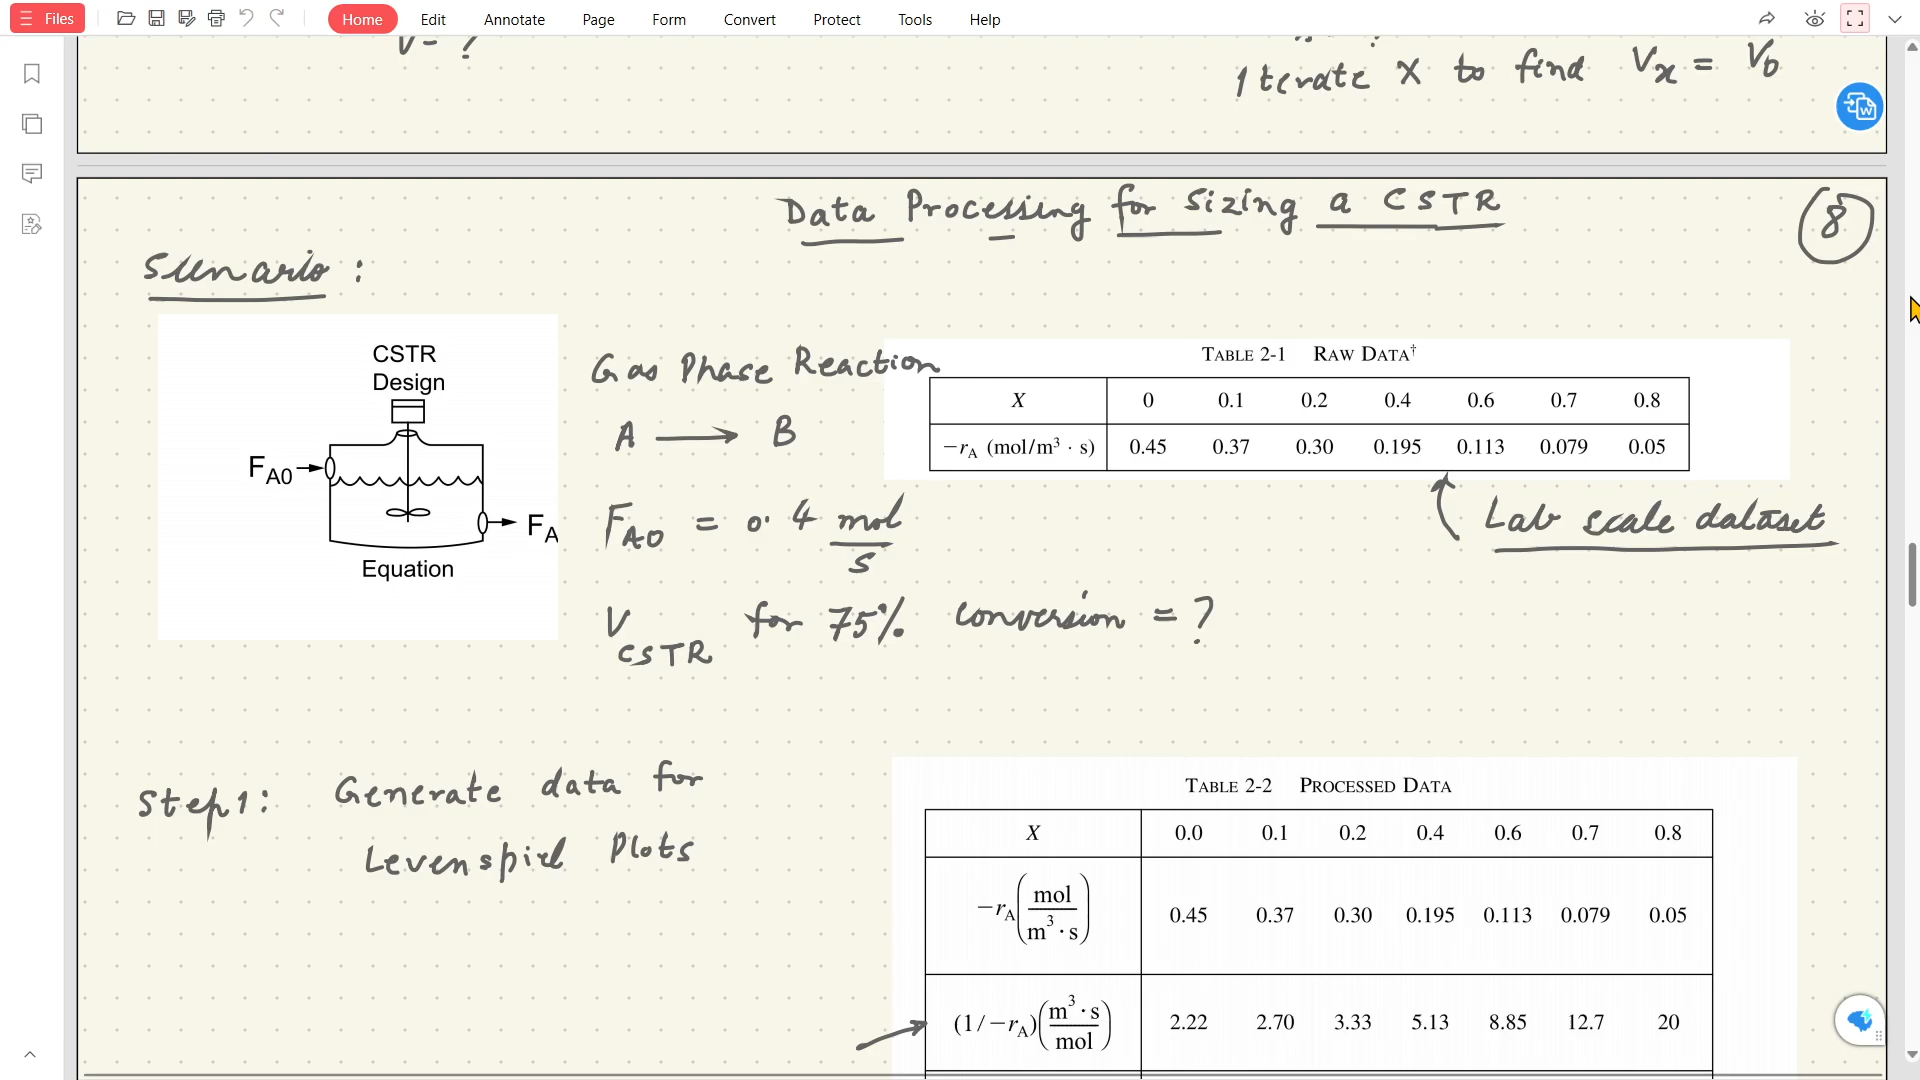 Files
Home Edit Annotate Page Form Convert Protect Tools Help
V = ?
Iterate X to find Vx = V0
Data Processing for Sizing a CSTR
8
Scenario :
CSTR
Design
FA0
FA
Equation
Gas Phase Reaction
A → B
FA0 = 0.4 mol/s
VCSTR for 75% conversion = ?
TABLE 2-1 RAW DATA†
X 0 0.1 0.2 0.4 0.6 0.7 0.8
−rA (mol/m³ · s) 0.45 0.37 0.30 0.195 0.113 0.079 0.05
Lab scale dataset
Step 1: Generate data for
Levenspiel Plots
TABLE 2-2 PROCESSED DATA
X 0.0 0.1 0.2 0.4 0.6 0.7 0.8
−rA (mol/m³ · s) 0.45 0.37 0.30 0.195 0.113 0.079 0.05
(1/−rA) (m³ · s/mol) 2.22 2.70 3.33 5.13 8.85 12.7 20